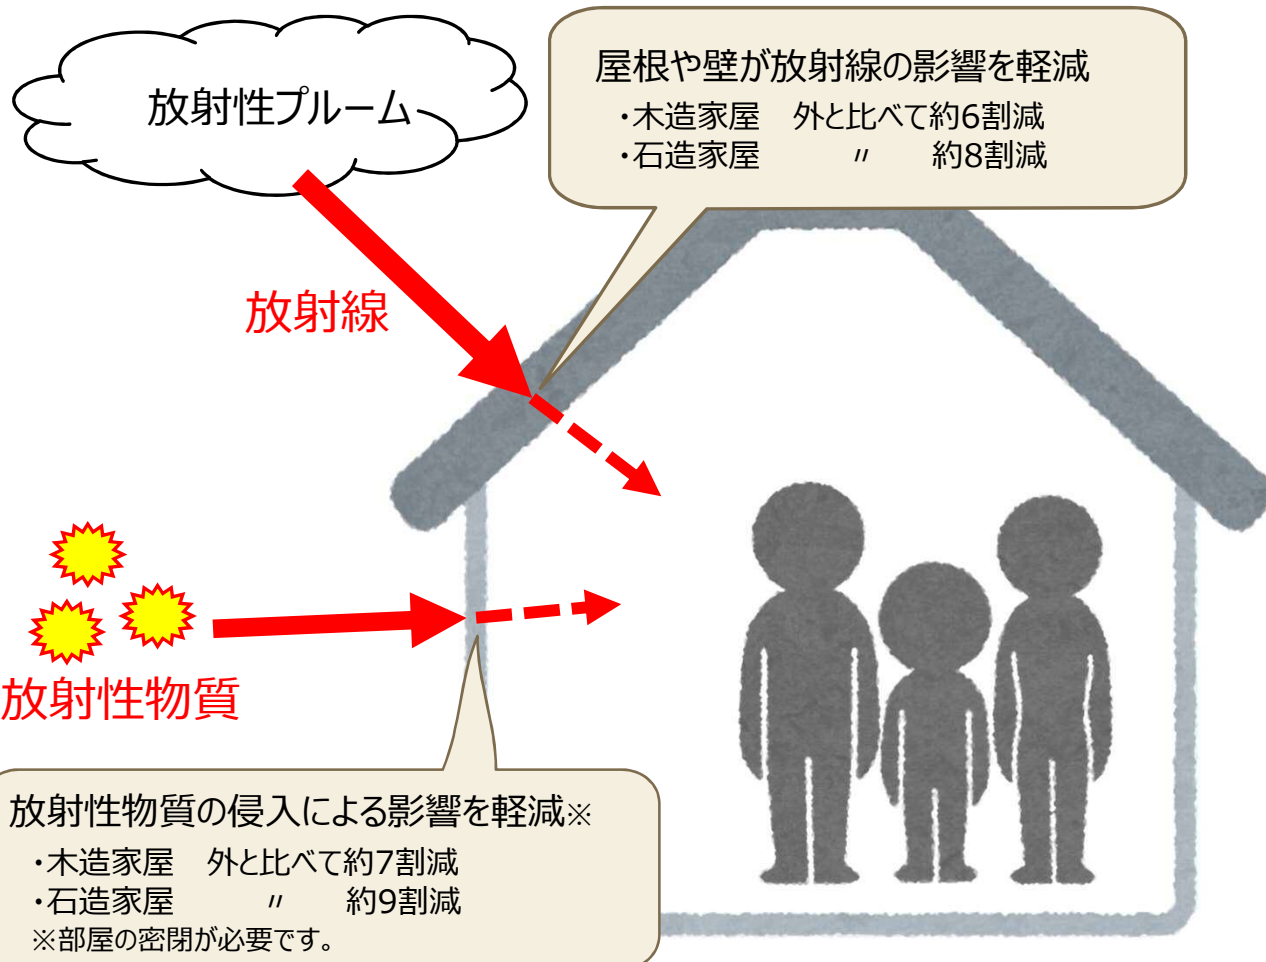 放射性プルーム
屋根や壁が放射線の影響を軽減
・木造家屋　外と比べて約6割減
・石造家屋　　〃　　約8割減
放射線
放射性物質
放射性物質の侵入による影響を軽減※
・木造家屋　外と比べて約7割減
・石造家屋　　〃　　約9割減
※部屋の密閉が必要です。